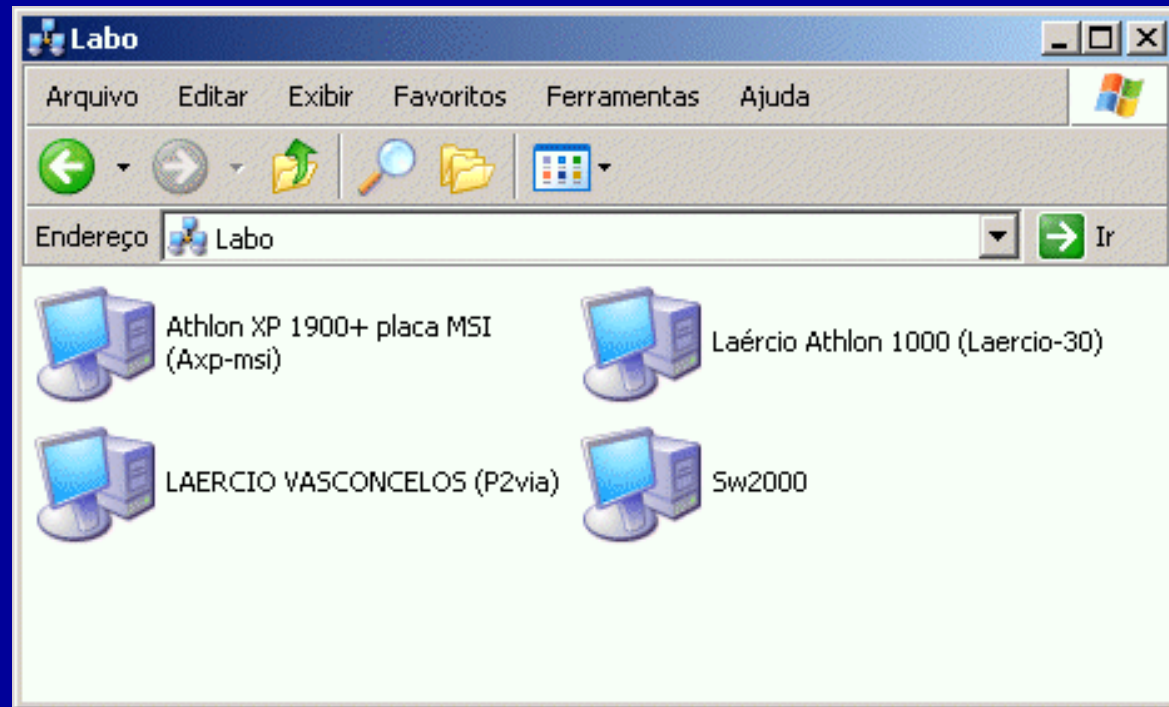 Labo
Arquivo Editar Exibir Favoritos Ferramentas Ajuda
Endereço Labo Ir
Athlon XP 1900+ placa MSI
(Axp-msi)
Laércio Athlon 1000 (Laercio-30)
LAERCIO VASCONCELOS (P2via)
Sw2000